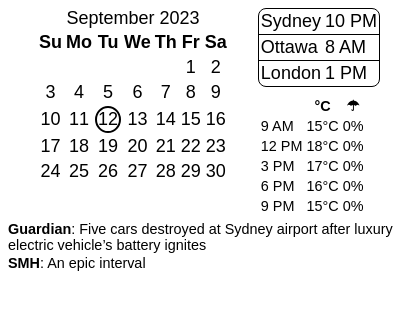 September 2023
Su Mo Tu We Th Fr Sa
1 2
3 4 5 6 7 8 9
10 11 12 13 14 15 16
17 18 19 20 21 22 23
24 25 26 27 28 29 30
Sydney 10 PM
Ottawa 8 AM
London 1 PM
°C ☂
9 AM 15°C 0%
12 PM 18°C 0%
3 PM 17°C 0%
6 PM 16°C 0%
9 PM 15°C 0%
Guardian: Five cars destroyed at Sydney airport after luxury
electric vehicle’s battery ignites
SMH: An epic interval